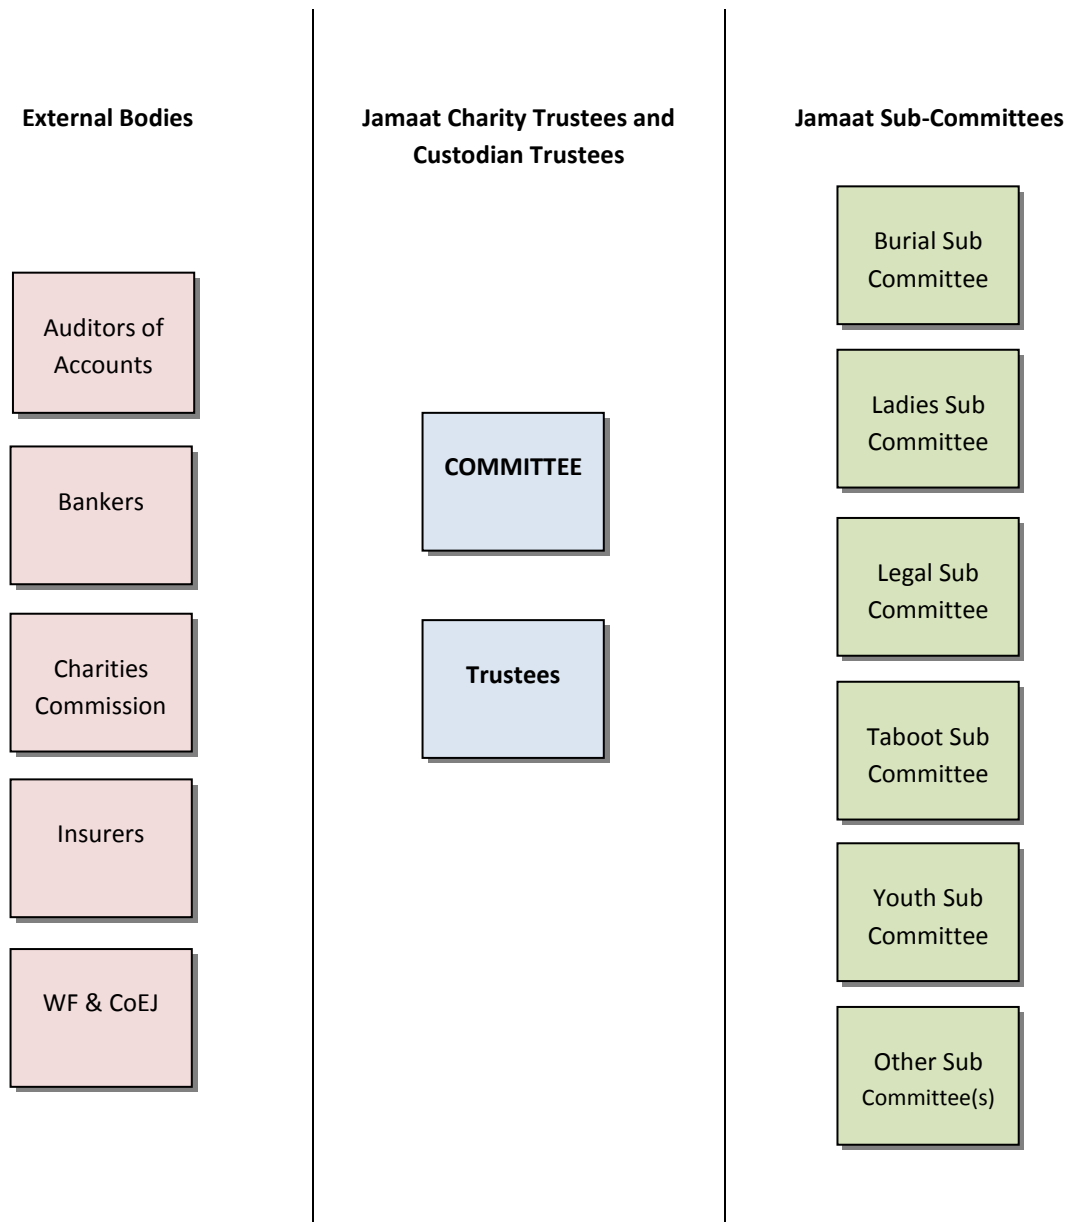 External Bodies
Auditors of
Accounts
Bankers
Charities
Commission
Insurers
WF & CoEJ
Jamaat Charity Trustees and
Custodian Trustees
COMMITTEE
Trustees
Jamaat Sub-Committees
Burial Sub
Committee
Ladies Sub
Committee
Legal Sub
Committee
Taboot Sub
Committee
Youth Sub
Committee
Other Sub
Committee(s)